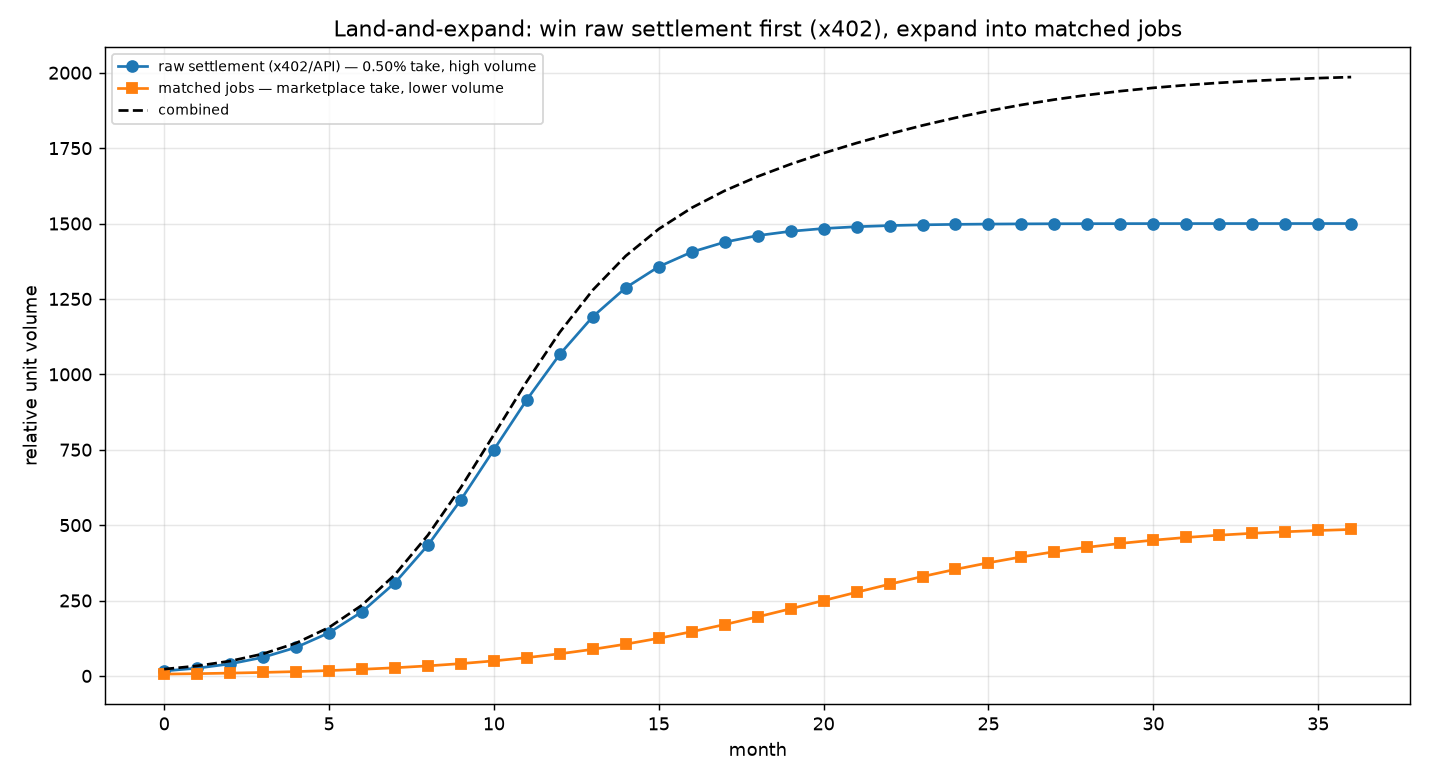 Land-and-expand: win raw settlement first (x402), expand into matched jobs
raw settlement (x402/API) — 0.50% take, high volume
matched jobs — marketplace take, lower volume
combined
relative unit volume
2000
1750
1500
1250
1000
750
500
250
0
0 5 10 15 20 25 30 35
month